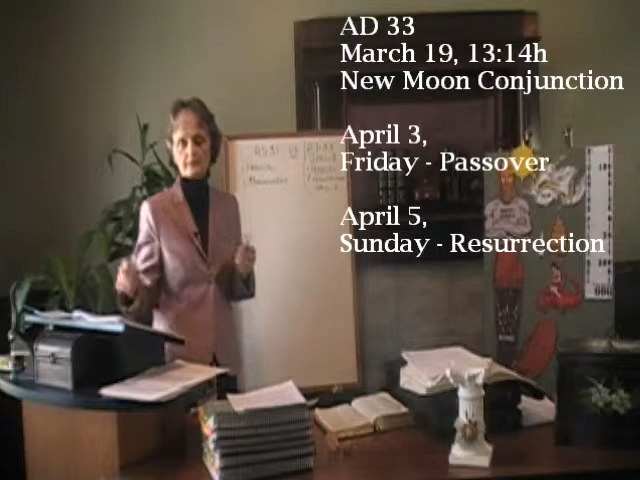 AD 33
March 19, 13:14h
New Moon Conjunction
April 3,
Friday - Passover
April 5,
Sunday - Resurrection